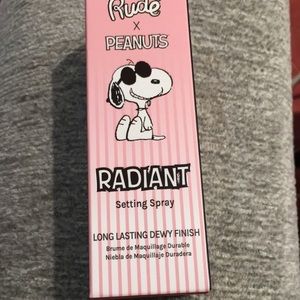 Rude
X
PEANUTS
RADIANT
Setting Spray
LONG LASTING DEWY FINISH
Brume de Maquillage Durable
Niebla de Maquillaje Duradera